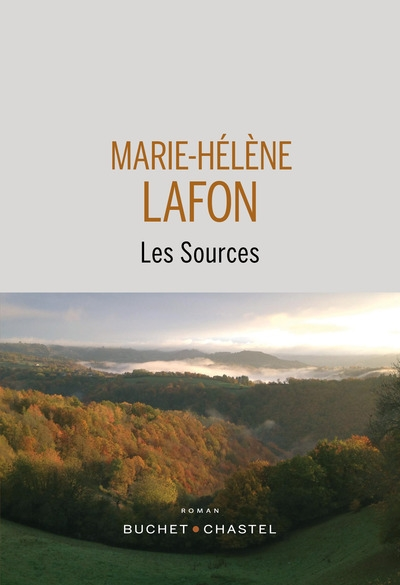 MARIE-HÉLÈNE
LAFON
Les Sources
ROMAN
BUCHET • CHASTEL